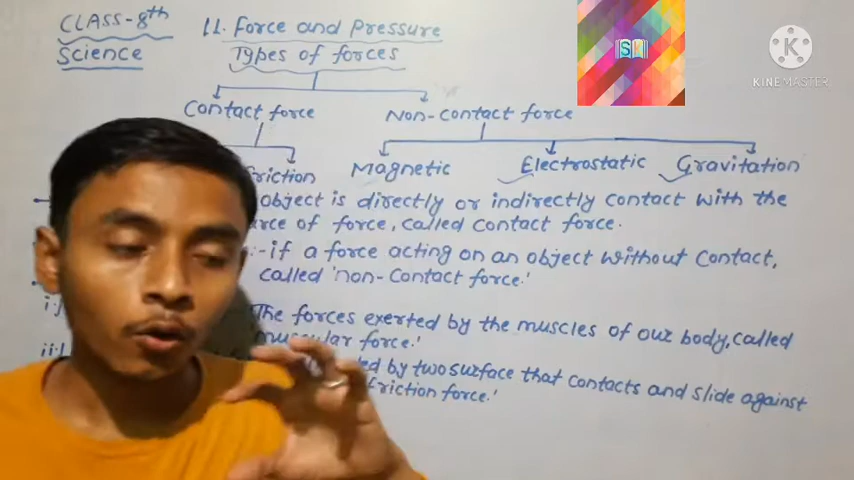 CLASS-8th
Science
11. Force and Pressure
Types of forces
Contact force
Non-contact force
friction
Magnetic
Electrostatic
Gravitation
object is directly or indirectly contact with the
of force, called contact force.
:-if a force acting on an object without contact,
called 'non-contact force.'
The forces exerted by the muscles of our body, called
muscular force.'
by two surface that contacts and slide against
friction force.'
i.
ii.
SK
K
KINEMASTER